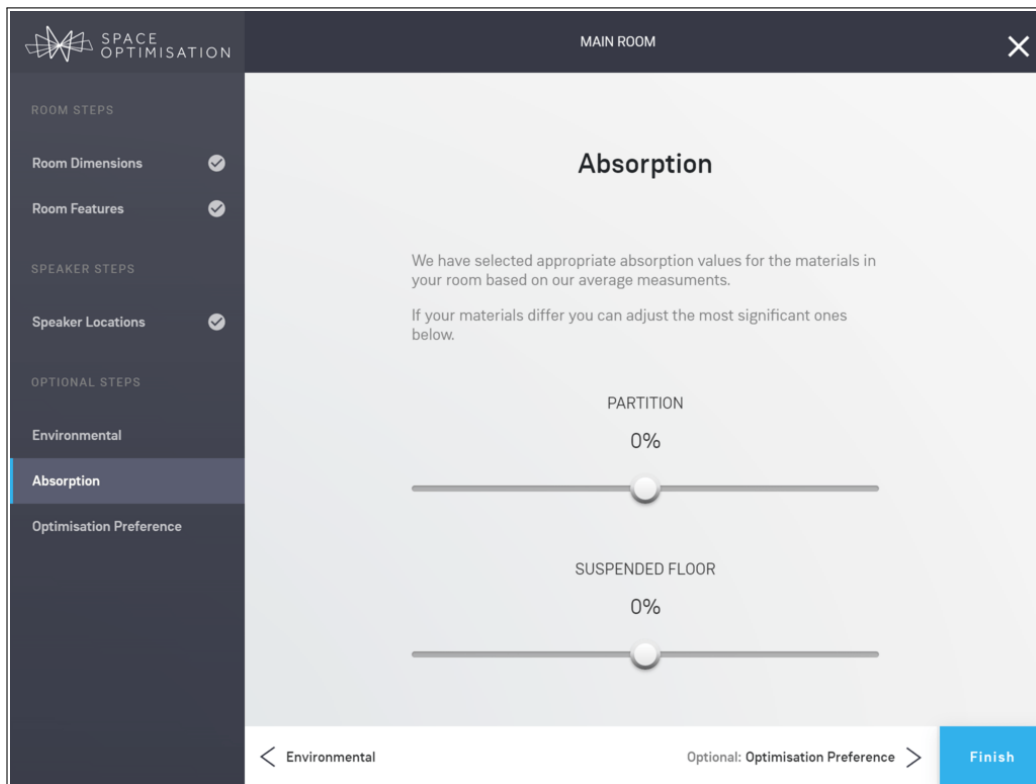 SPACE
OPTIMISATION
MAIN ROOM
ROOM STEPS
Room Dimensions
Room Features
SPEAKER STEPS
Speaker Locations
OPTIONAL STEPS
Environmental
Absorption
Optimisation Preference
Absorption
We have selected appropriate absorption values for the materials in
your room based on our average measuments.
If your materials differ you can adjust the most significant ones
below.
PARTITION
0%
SUSPENDED FLOOR
0%
Environmental
Optional: Optimisation Preference
Finish